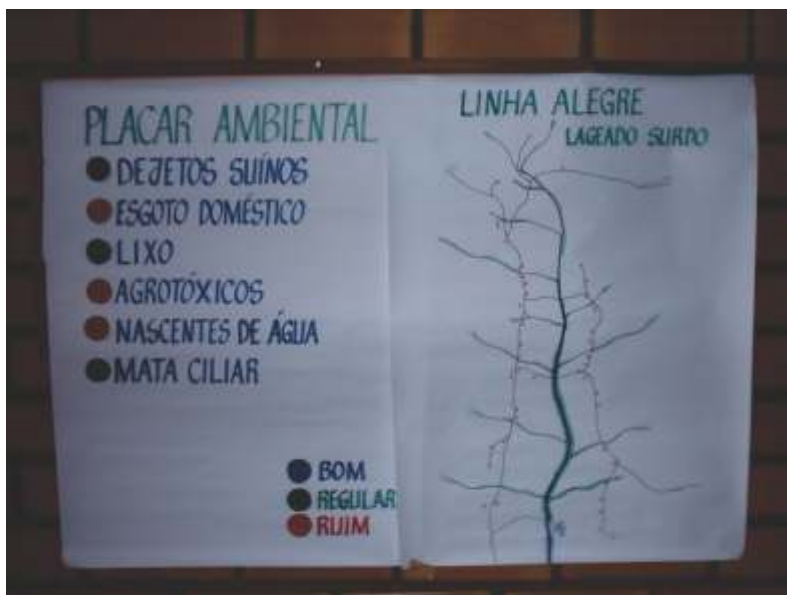 PLACAR AMBIENTAL
DEJETOS SUÍNOS
ESGOTO DOMÉSTICO
LIXO
AGROTÓXICOS
NASCENTES DE ÁGUA
MATA CILIAR
BOM
REGULAR
RUIM
LINHA ALEGRE
LAGEADO SURDO